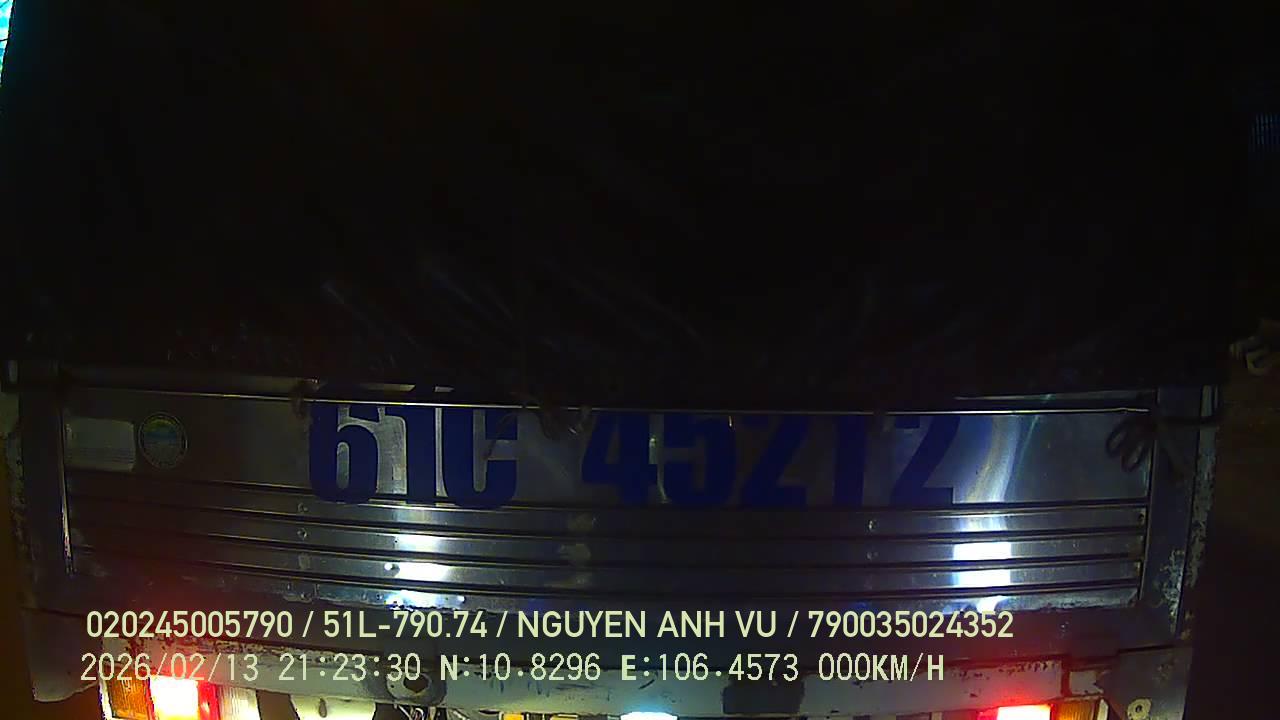 61C 45212
020245005790 / 51L-790.74 / NGUYEN ANH VU / 790035024352
2026/02/13 21:23:30 N:10.8296 E:106.4573 000KM/H